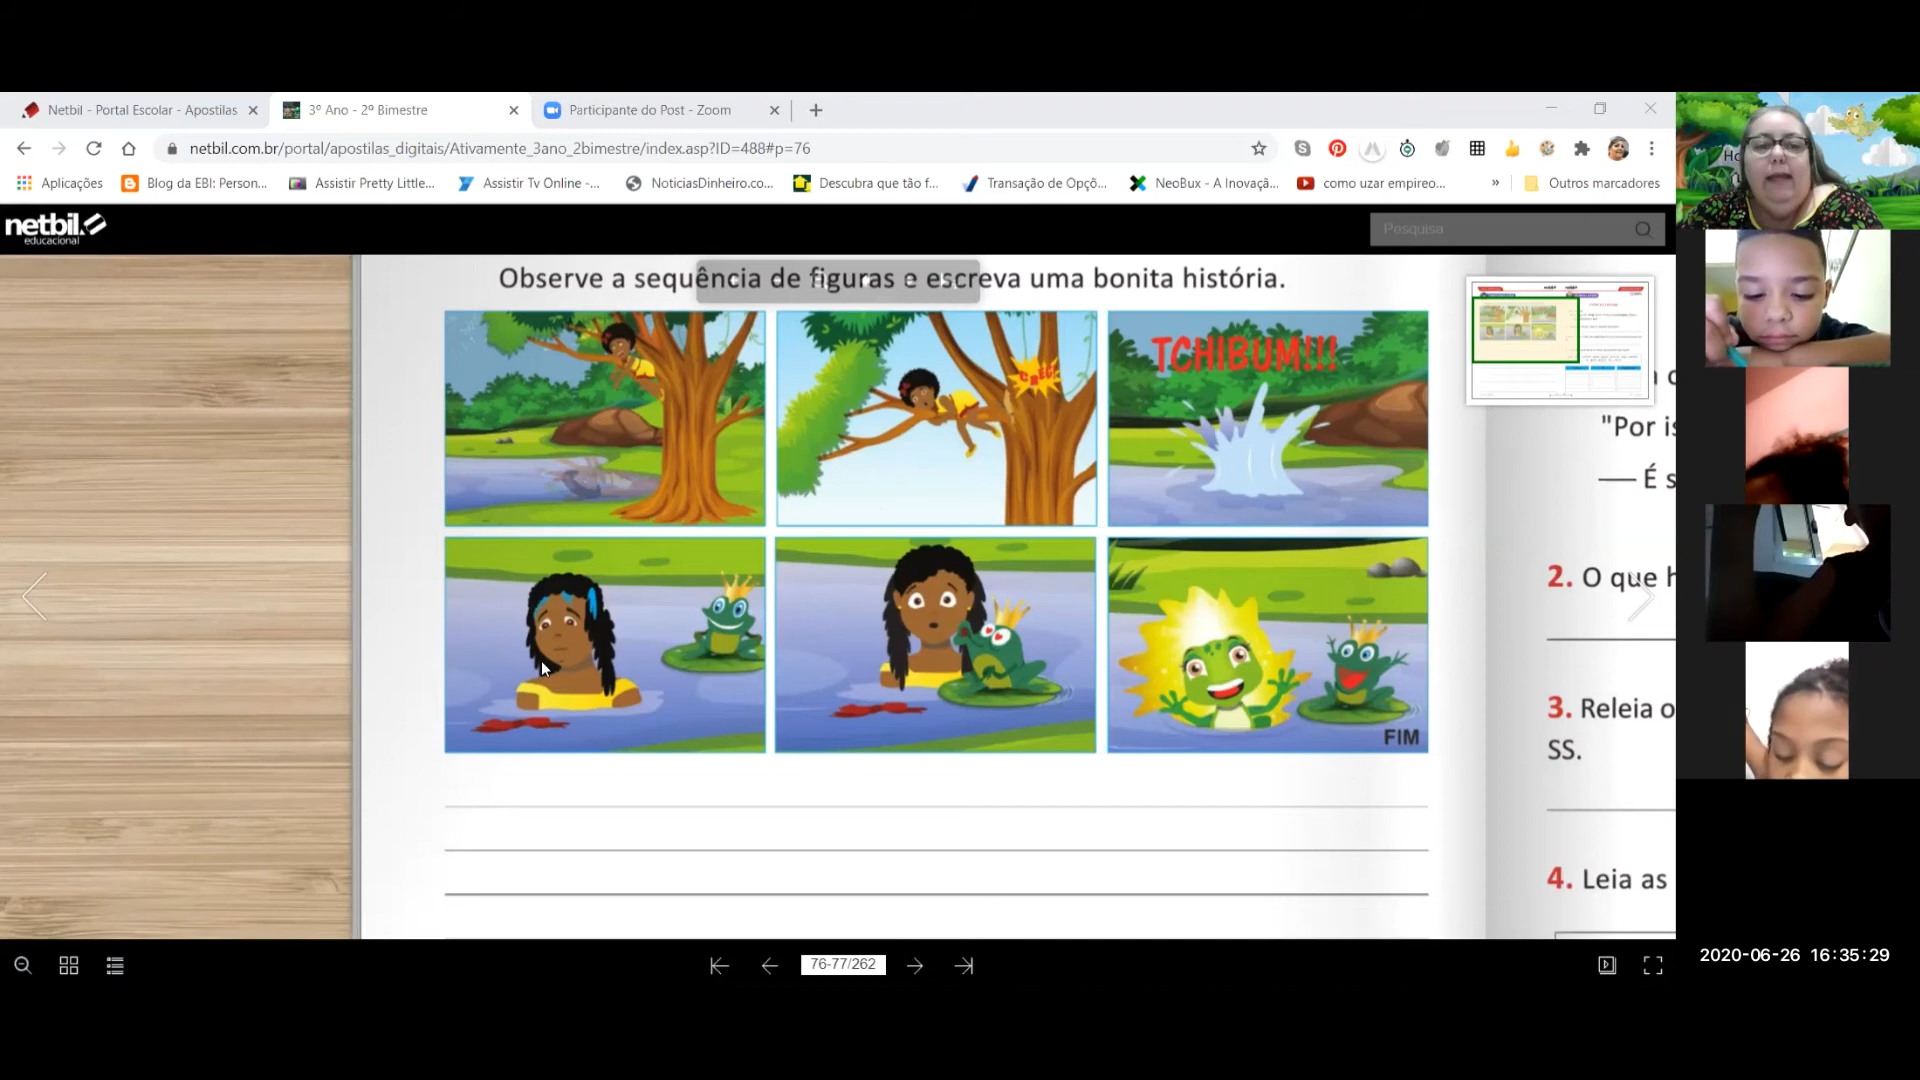 Netbil - Portal Escolar - Apostilas
3º Ano - 2º Bimestre
Participante do Post - Zoom
netbil.com.br/portal/apostilas_digitais/Ativamente_3ano_2bimestre/index.asp?ID=488#p=76
Aplicações
Blog da EBI: Person...
Assistir Pretty Little...
Assistir Tv Online -...
NoticiasDinheiro.co...
Descubra que tão f...
Transação de Opçõ...
NeoBux - A Inovaçã...
como uzar empireo...
»
Outros marcadores
netbil
educacional
Pesquisa
Observe a sequência de figuras e escreva uma bonita história.
TCHIBUM!!!
FIM
"Por is
— É s
2. O que h
3. Releia o
SS.
4. Leia as
76-77/262
2020-06-26 16:35:29